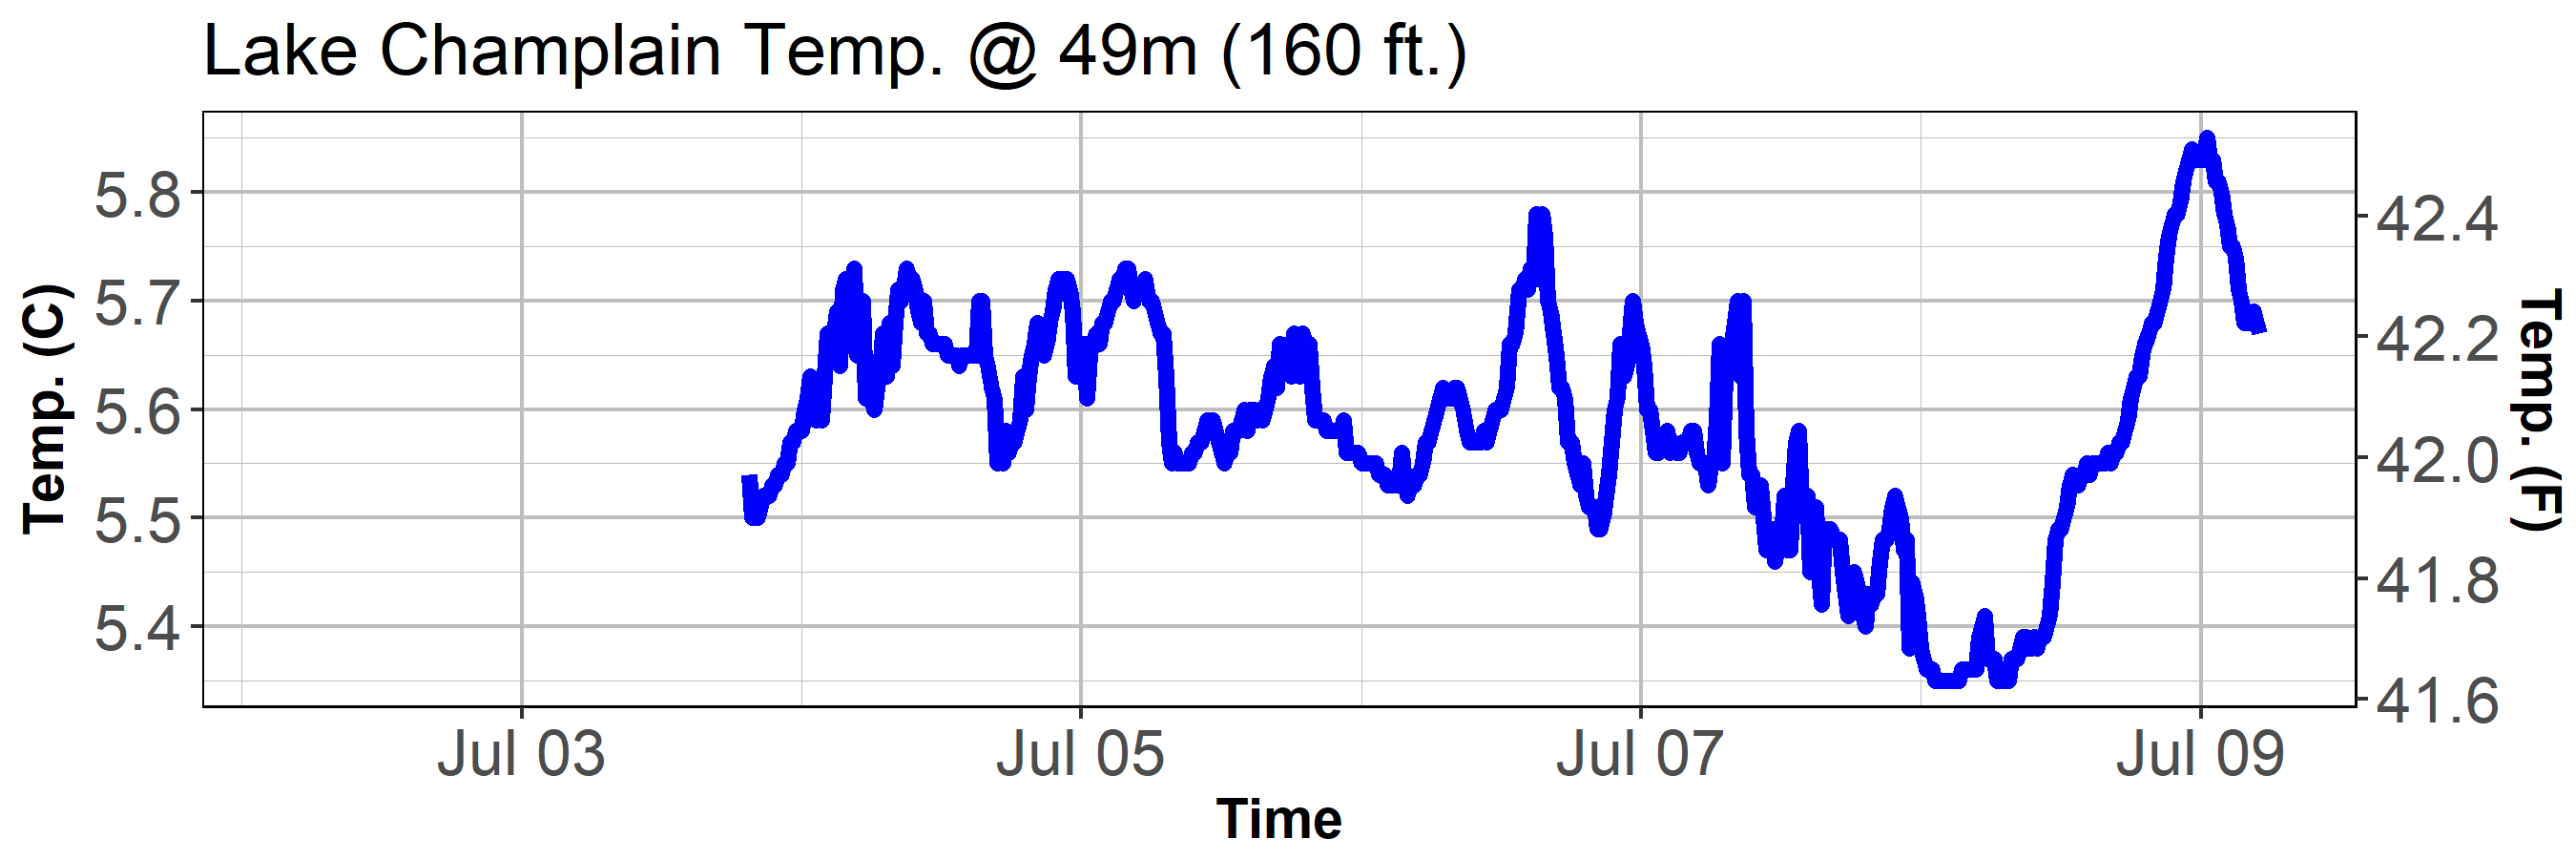 Lake Champlain Temp. @ 49m (160 ft.)
Temp. (C)
5.8
5.7
5.6
5.5
5.4
42.4
42.2
42.0
41.8
41.6
Temp. (F)
Jul 03 Jul 05 Jul 07 Jul 09
Time